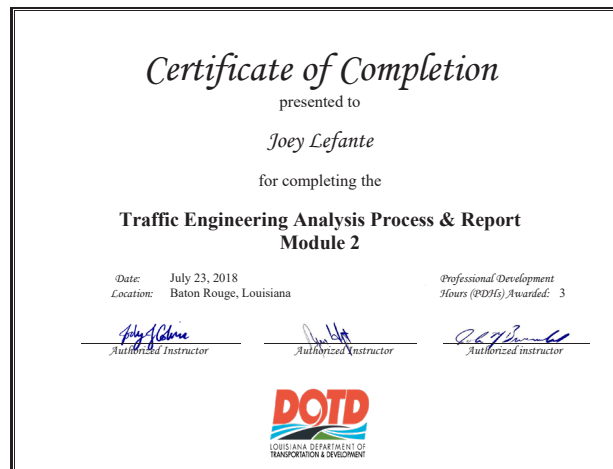 Certificate of Completion
presented to
Joey Lefante
for completing the
Traffic Engineering Analysis Process & Report
Module 2
Date: July 23, 2018
Location: Baton Rouge, Louisiana
Professional Development
Hours (PDHs) Awarded: 3
Authorized Instructor
Authorized Instructor
Authorized instructor
DOTD
LOUISIANA DEPARTMENT OF
TRANSPORTATION & DEVELOPMENT